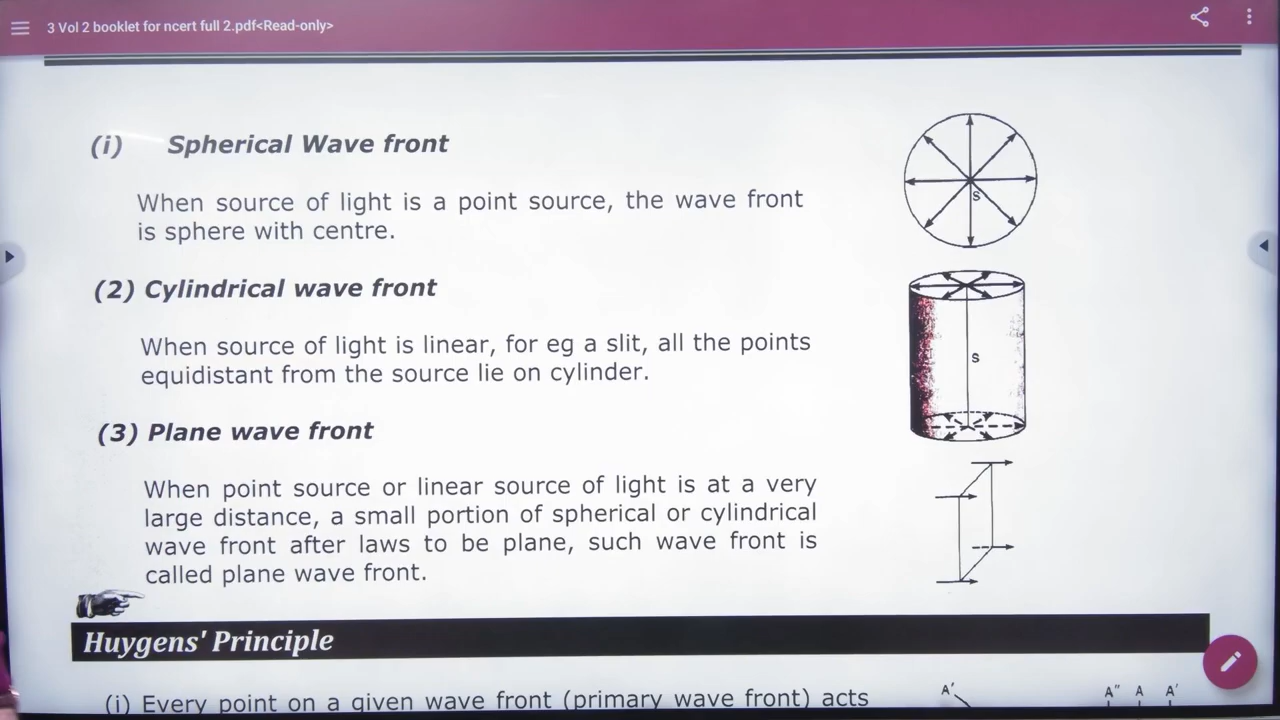 3 Vol 2 booklet for ncert full 2.pdf<Read-only>
(i) Spherical Wave front
When source of light is a point source, the wave front
is sphere with centre.
S
(2) Cylindrical wave front
When source of light is linear, for eg a slit, all the points
equidistant from the source lie on cylinder.
S
(3) Plane wave front
When point source or linear source of light is at a very
large distance, a small portion of spherical or cylindrical
wave front after laws to be plane, such wave front is
called plane wave front.
Huygens' Principle
(i) Every point on a given wave front (primary wave front) acts
A′
A″ A A′